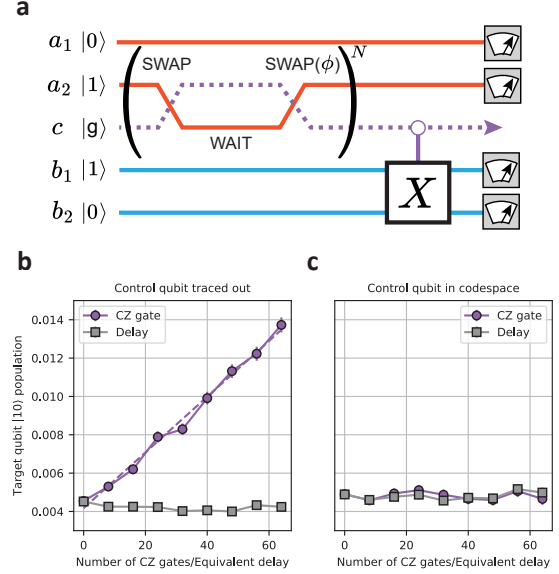 a
a₁ |0⟩
SWAP SWAP(ϕ) N
a₂ |1⟩
c |g⟩
WAIT
b₁ |1⟩
X
b₂ |0⟩
b c
Control qubit traced out Control qubit in codespace
CZ gate
Delay
CZ gate
Delay
Target qubit |10⟩ population
0.014
0.012
0.010
0.008
0.006
0.004
0 20 40 60 0 20 40 60
Number of CZ gates/Equivalent delay Number of CZ gates/Equivalent delay